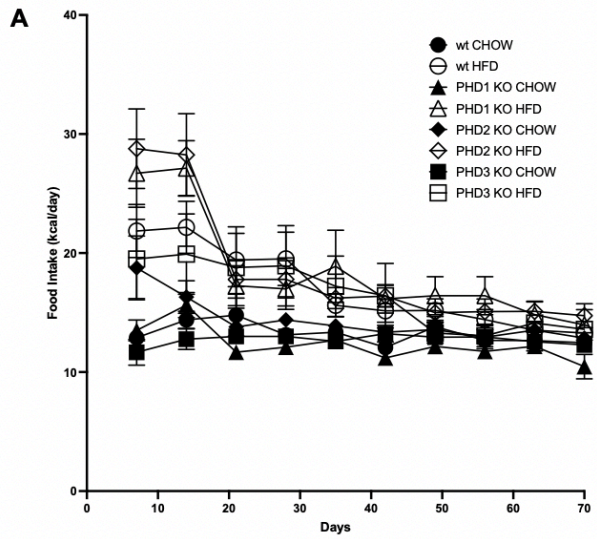 A
wt CHOW
wt HFD
PHD1 KO CHOW
PHD1 KO HFD
PHD2 KO CHOW
PHD2 KO HFD
PHD3 KO CHOW
PHD3 KO HFD
Food Intake (kcal/day)
40
30
20
10
0
0 10 20 30 40 50 60 70
Days